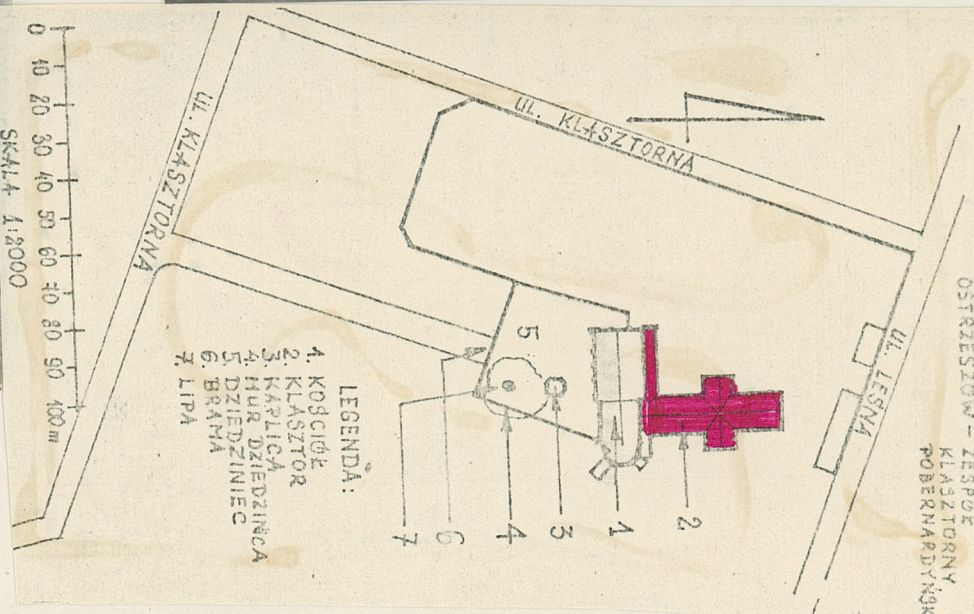 OSTRZESZÓW - ZESPÓŁ
KLASZTORNY
POBERNARDYŃSK
UL. LEŚNA
UL. KLASZTORNA
2
1
3
5
4
6
7
LEGENDA:
1. KOŚCIÓŁ
2. KLASZTOR
3. KAPLICA
4. MUR DZIEDZIŃCA
5. DZIEDZINIEC
6. BRAMA
7. LIPA
UL. KLASZTORNA
0 10 20 30 40 50 60 70 80 90 100 m
SKALA 1:2000